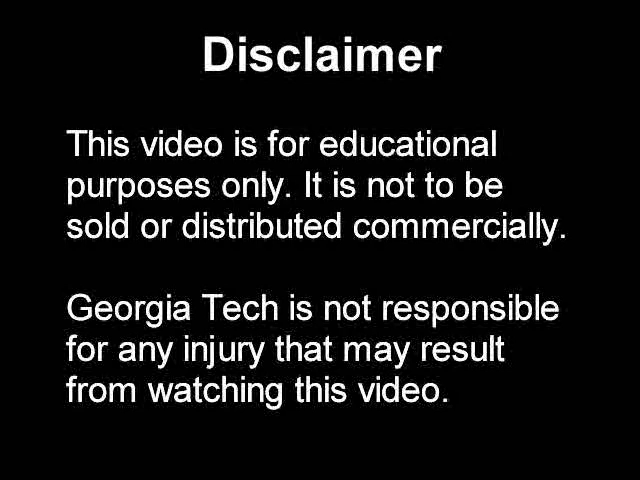 Disclaimer
This video is for educational
purposes only. It is not to be
sold or distributed commercially.
Georgia Tech is not responsible
for any injury that may result
from watching this video.